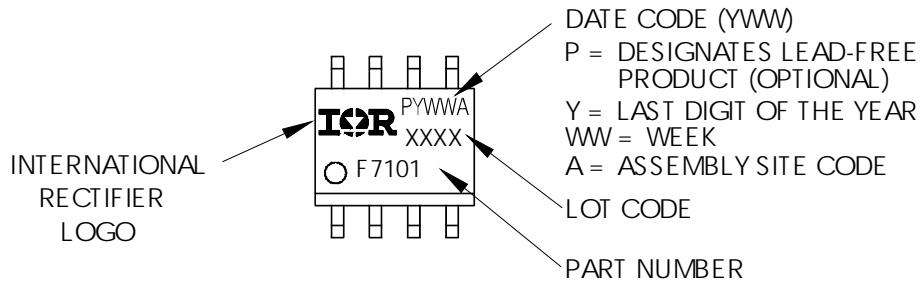 DATE CODE (YWW)
P = DESIGNATES LEAD-FREE
PRODUCT (OPTIONAL)
Y = LAST DIGIT OF THE YEAR
WW = WEEK
A = ASSEMBLY SITE CODE
LOT CODE
PART NUMBER
INTERNATIONAL
RECTIFIER
LOGO
IOR
PYWWA
XXXX
F7101